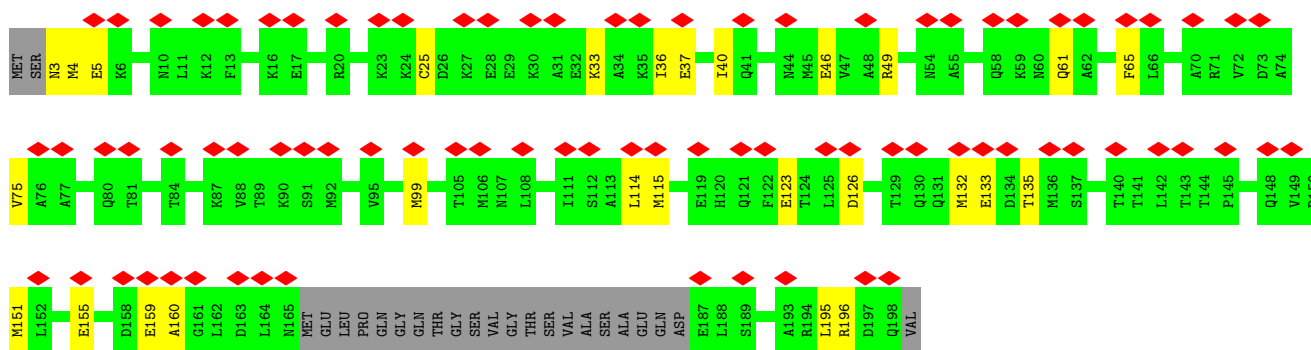 MET SER N3 M4 E5 K6 N10 L11 K12 F13 K16 E17 R20 K23 K24 C25 D26 K27 E28 E29 K30 A31 E32 K33 A34 K35 I36 E37 I40 Q41 N44 M45 E46 V47 A48 R49 N54 A55 Q58 K59 N60 Q61 A62 F65 L66 A70 R71 V72 D73 A74
V75 A76 A77 Q80 T81 T84 K87 V88 T89 K90 S91 M92 V95 M99 T105 M106 N107 L108 I111 S112 A113 L114 M115 E119 H120 Q121 F122 E123 T124 L125 D126 T129 Q130 Q131 M132 E133 D134 T135 M136 S137 T140 T141 L142 T143 T144 P145 Q148 V149
M151 L152 E155 D158 E159 A160 G161 L162 D163 L164 N165 MET GLU LEU PRO GLN GLY GLN THR GLY SER VAL GLY THR SER VAL ALA SER ALA GLU GLN ASP E187 L188 S189 A193 R194 L195 R196 D197 Q198 VAL